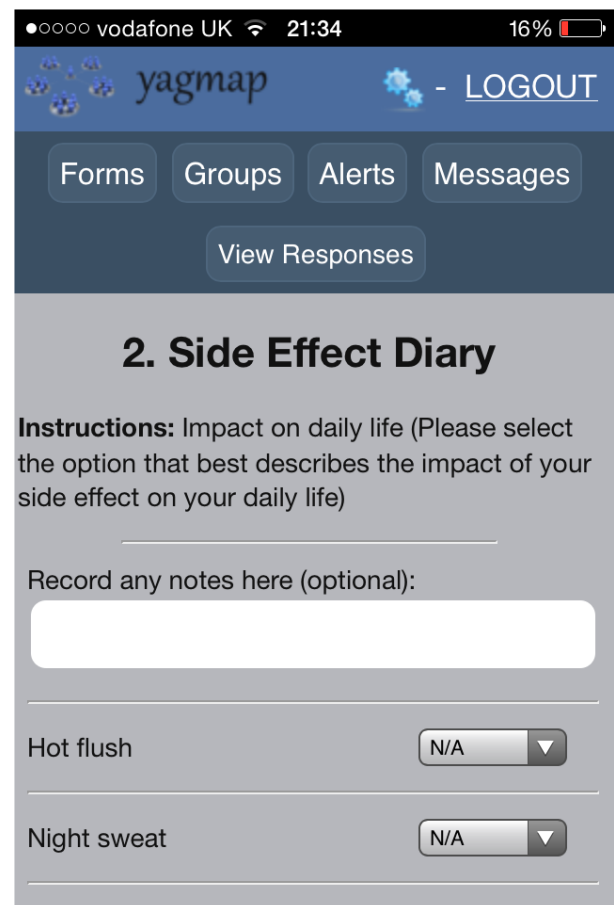 vodafone UK 21:34 16%
yagmap - LOGOUT
Forms Groups Alerts Messages
View Responses
2. Side Effect Diary
Instructions: Impact on daily life (Please select
the option that best describes the impact of your
side effect on your daily life)
Record any notes here (optional):
Hot flush N/A
Night sweat N/A